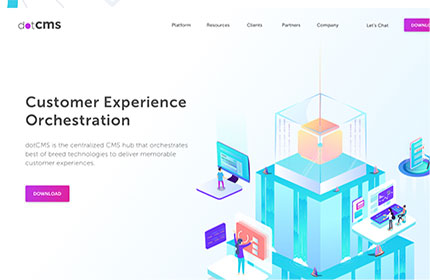 dotCMS
Platform Resources Clients Partners Company Let's Chat DOWNLOAD
Customer Experience
Orchestration
dotCMS is the centralized CMS hub that orchestrates
best of breed technologies to deliver memorable
customer experiences.
DOWNLOAD